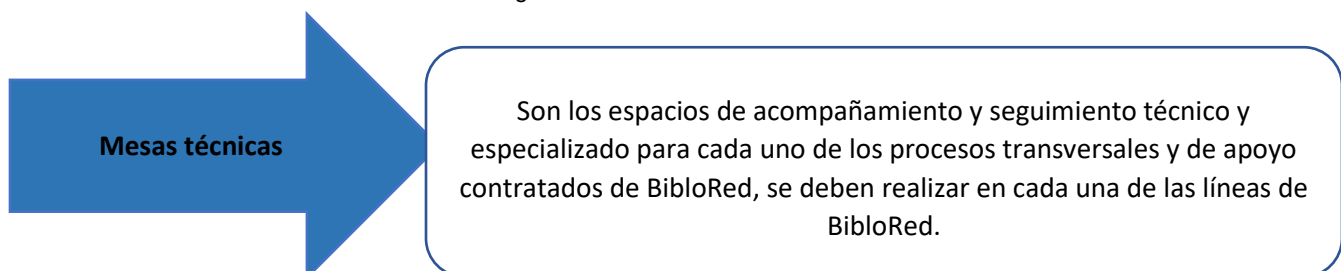 Mesas técnicas
Son los espacios de acompañamiento y seguimiento técnico y
especializado para cada uno de los procesos transversales y de apoyo
contratados de BibloRed, se deben realizar en cada una de las líneas de
BibloRed.